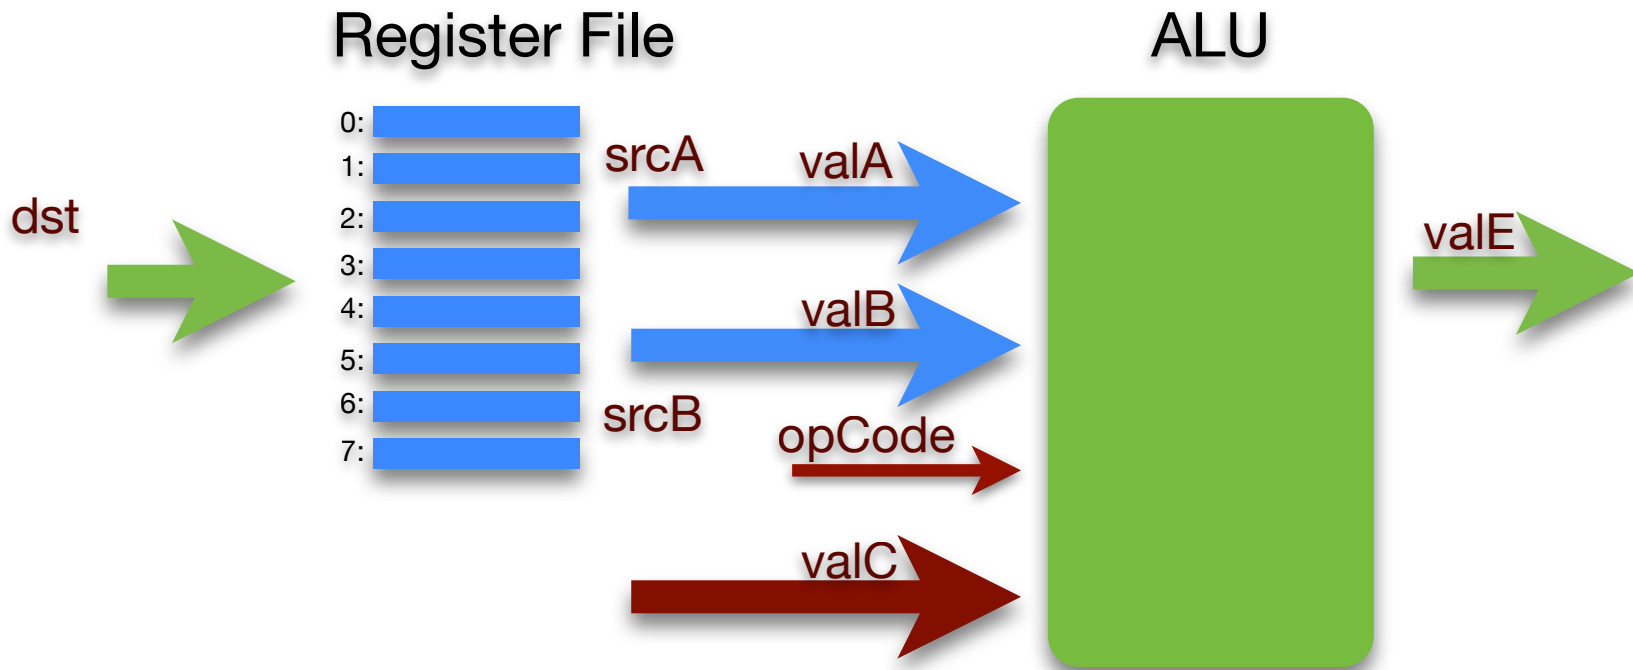 Register File
ALU
0:
1:
2:
3:
4:
5:
6:
7:
dst
srcA
valA
valB
srcB
opCode
valC
valE